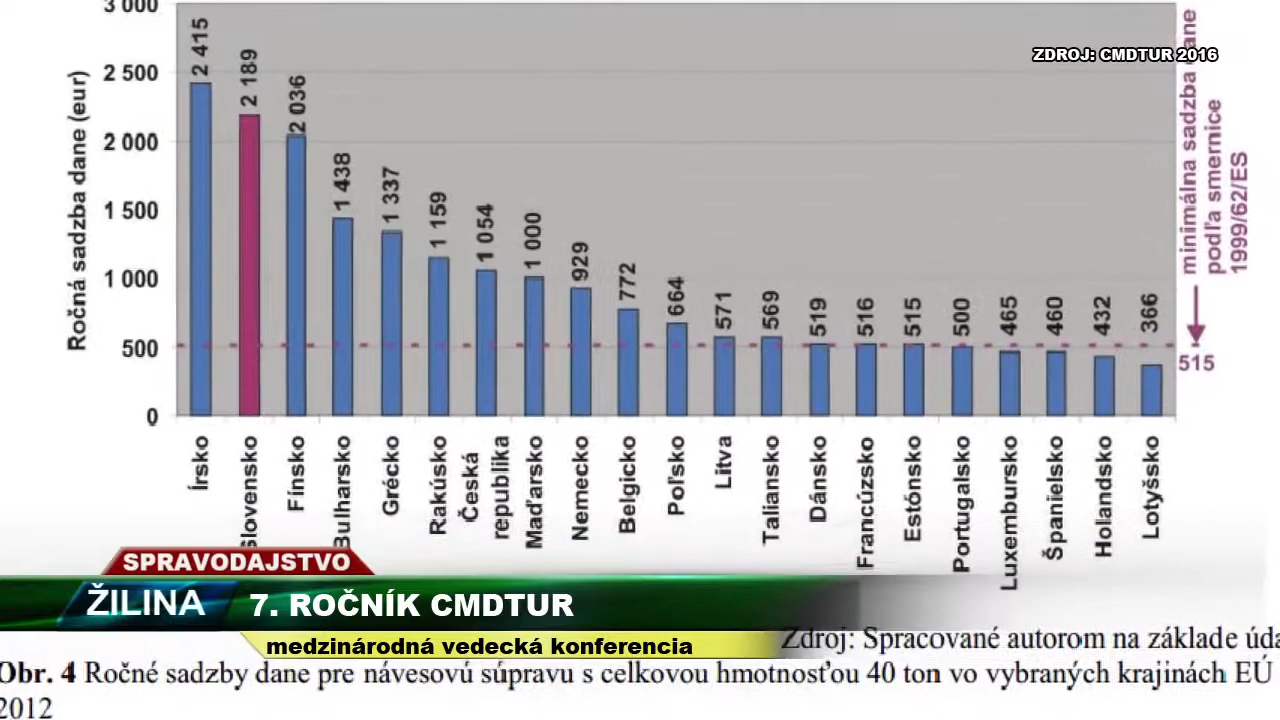 3 000
2 500
2 000
1 500
1 000
500
0
Ročná sadzba dane (eur)
2 415
2 189
2 036
1 438
1 337
1 159
1 054
1 000
929
772
664
571
569
519
516
515
500
465
460
432
366
ZDROJ: CMDTUR 2016
minimálna sadzba dane
podľa smernice
1999/62/ES
515
Írsko
Slovensko
Fínsko
Bulharsko
Grécko
Rakúsko
Česká
republika
Maďarsko
Nemecko
Belgicko
Poľsko
Litva
Taliansko
Dánsko
Francúzsko
Estónsko
Portugalsko
Luxembursko
Španielsko
Holandsko
Lotyšsko
SPRAVODAJSTVO
ŽILINA
7. ROČNÍK CMDTUR
medzinárodná vedecká konferencia
Zdroj: Spracované autorom na základe úda
Obr. 4 Ročné sadzby dane pre návesovú súpravu s celkovou hmotnosťou 40 ton vo vybraných krajinách EÚ
2012